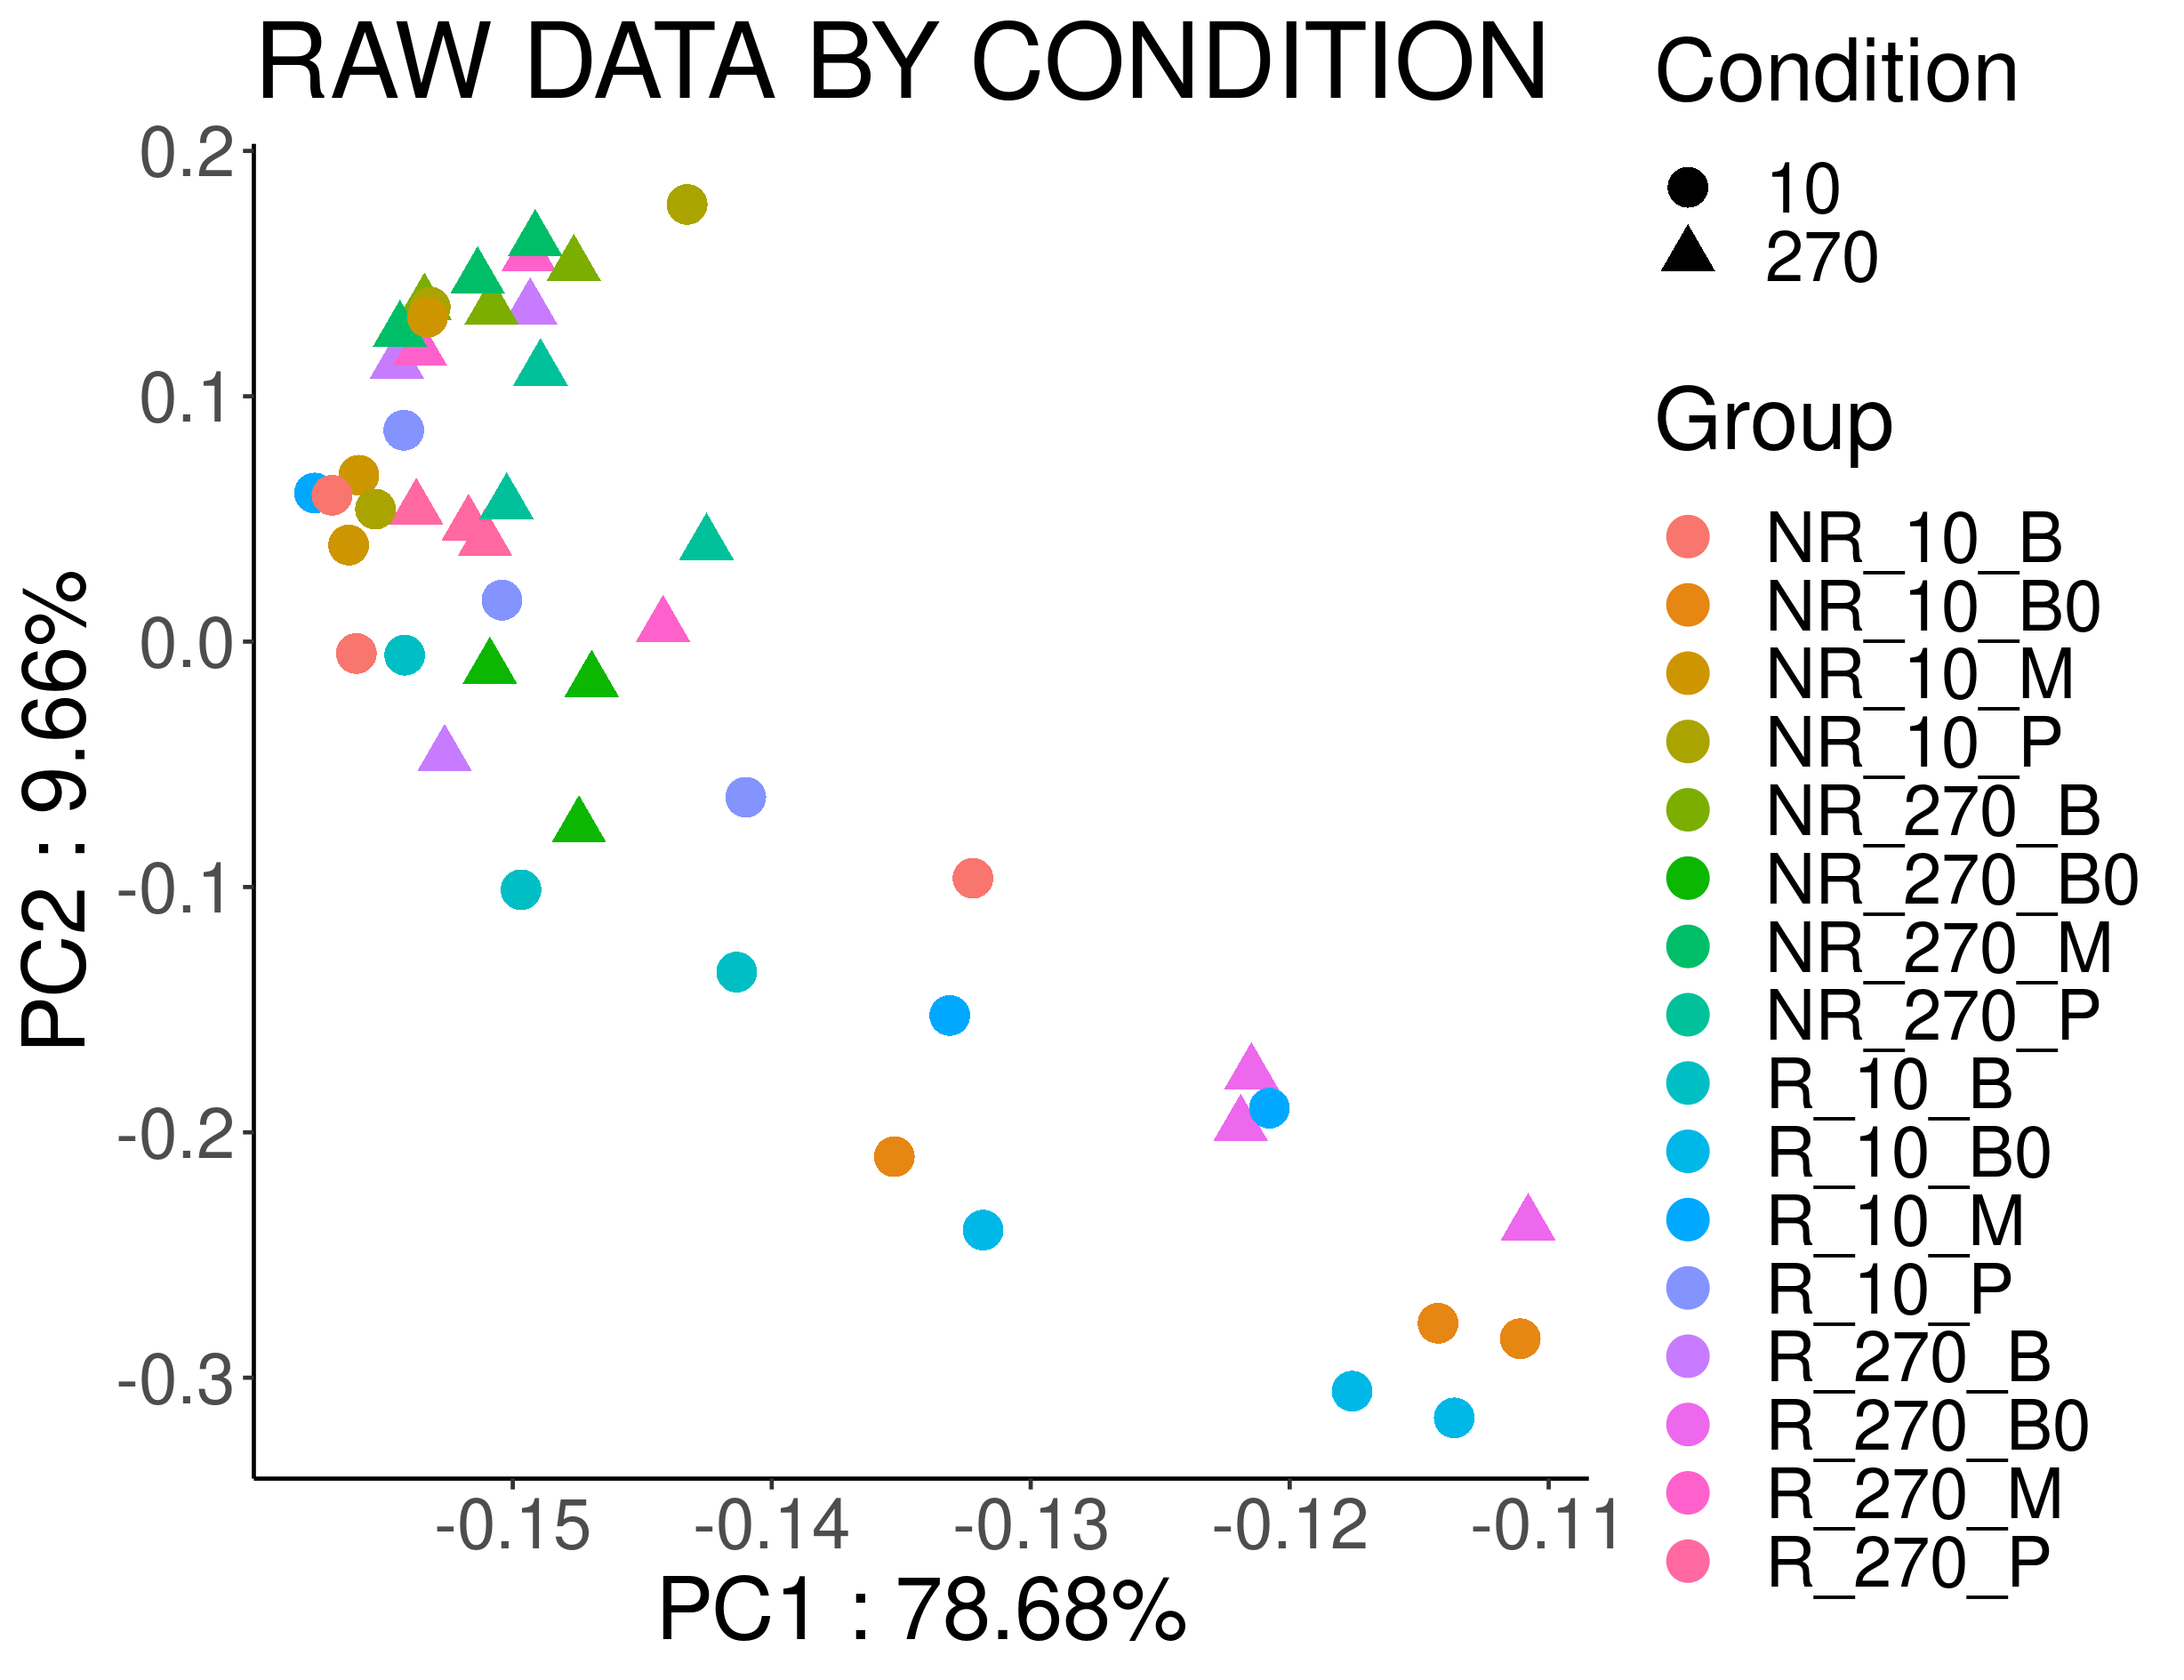 RAW DATA BY CONDITION
0.2
0.1
0.0
-0.1
-0.2
-0.3
PC2 : 9.66%
-0.15
-0.14
-0.13
-0.12
-0.11
PC1 : 78.68%
Condition
10
270
Group
NR_10_B
NR_10_B0
NR_10_M
NR_10_P
NR_270_B
NR_270_B0
NR_270_M
NR_270_P
R_10_B
R_10_B0
R_10_M
R_10_P
R_270_B
R_270_B0
R_270_M
R_270_P